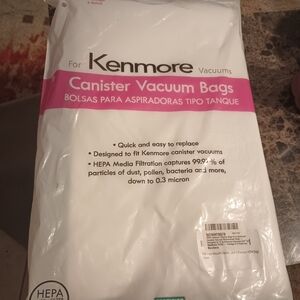 For Kenmore Vacuums
Canister Vacuum Bags
BOLSAS PARA ASPIRADORAS TIPO TANQUE
• Quick and easy to replace
• Designed to fit Kenmore canister vacuums
• HEPA Media Filtration captures 99.97% of
particles of dust, pollen, bacteria and more,
down to 0.3 micron
HEPA